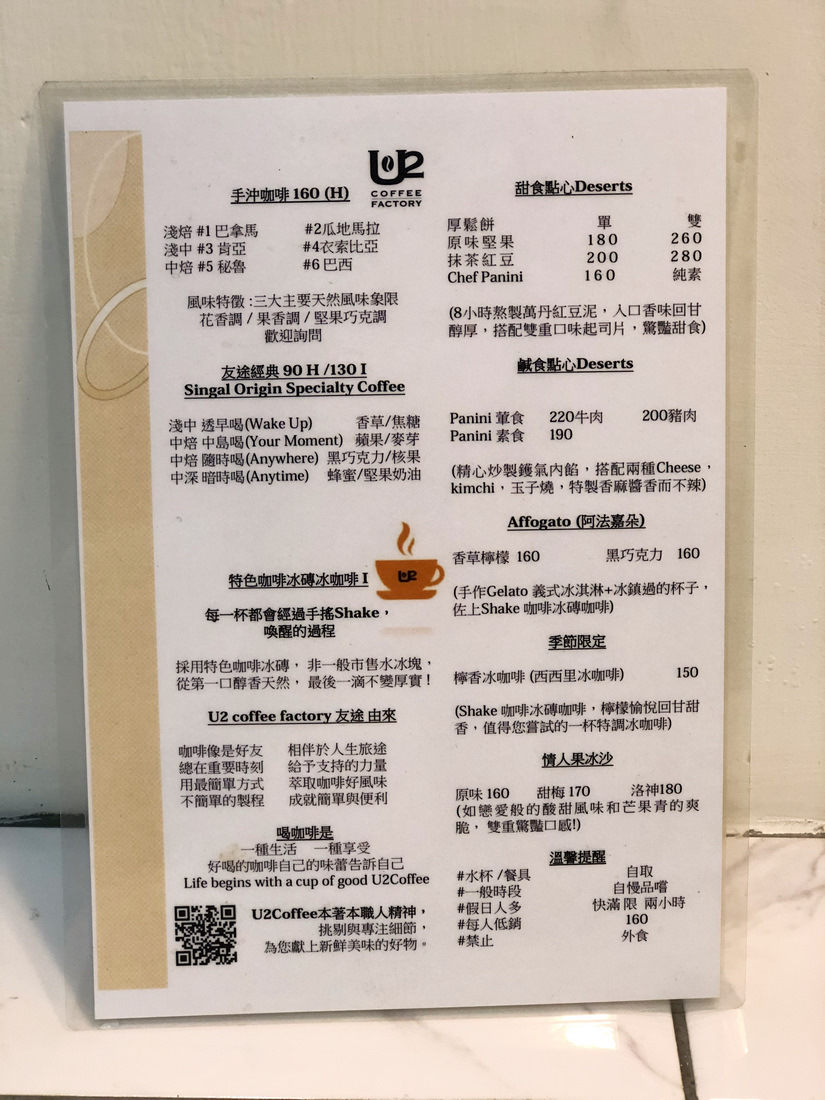 U2
COFFEE
FACTORY
手沖咖啡 160 (H)
淺焙 #1 巴拿馬 #2瓜地馬拉
淺中 #3 肯亞 #4衣索比亞
中焙 #5 秘魯 #6 巴西
風味特徵 :三大主要天然風味象限
花香調 / 果香調 / 堅果巧克調
歡迎詢問
友途經典 90 H /130 I
Singal Origin Specialty Coffee
淺中 透早喝(Wake Up) 香草/焦糖
中焙 中島喝(Your Moment) 蘋果/麥芽
中焙 隨時喝(Anywhere) 黑巧克力/核果
中深 暗時喝(Anytime) 蜂蜜/堅果奶油
U2
特色咖啡冰磚冰咖啡 I
每一杯都會經過手搖Shake，
喚醒的過程
採用特色咖啡冰磚， 非一般市售水冰塊，
從第一口醇香天然， 最後一滴不變厚實！
U2 coffee factory 友途 由來
咖啡像是好友 相伴於人生旅途
總在重要時刻 給予支持的力量
用最簡單方式 萃取咖啡好風味
不簡單的製程 成就簡單與便利
喝咖啡是
一種生活 一種享受
好喝的咖啡自己的味蕾告訴自己
Life begins with a cup of good U2Coffee
U2Coffee本著本職人精神，
挑剔與專注細節，
為您獻上新鮮美味的好物。
甜食點心Deserts
厚鬆餅 單 雙
原味堅果 180 260
抹茶紅豆 200 280
Chef Panini 160 純素
(8小時熬製萬丹紅豆泥，入口香味回甘
醇厚，搭配雙重口味起司片，驚豔甜食)
鹹食點心Deserts
Panini 葷食 220牛肉 200豬肉
Panini 素食 190
(精心炒製鑊氣內餡，搭配兩種Cheese，
kimchi，玉子燒，特製香麻醬香而不辣)
Affogato (阿法嘉朵)
香草檸檬 160 黑巧克力 160
(手作Gelato 義式冰淇淋+冰鎮過的杯子，
佐上Shake 咖啡冰磚咖啡)
季節限定
檸香冰咖啡 (西西里冰咖啡) 150
(Shake 咖啡冰磚咖啡，檸檬愉悅回甘甜
香，值得您嘗試的一杯特調冰咖啡)
情人果冰沙
原味 160 甜梅 170 洛神180
(如戀愛般的酸甜風味和芒果青的爽
脆， 雙重驚豔口感!)
溫馨提醒
#水杯 /餐具 自取
#一般時段 自慢品嚐
#假日人多 快滿 限 兩小時
#每人低銷 160
#禁止 外食